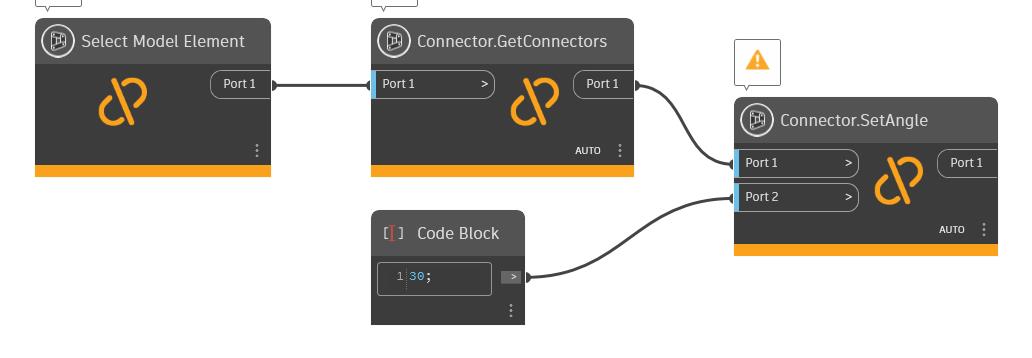 Select Model Element
Port 1
Connector.GetConnectors
Port 1 >
Port 1
AUTO
Code Block
1 30;
>
Connector.SetAngle
Port 1 >
Port 1
Port 2 >
AUTO